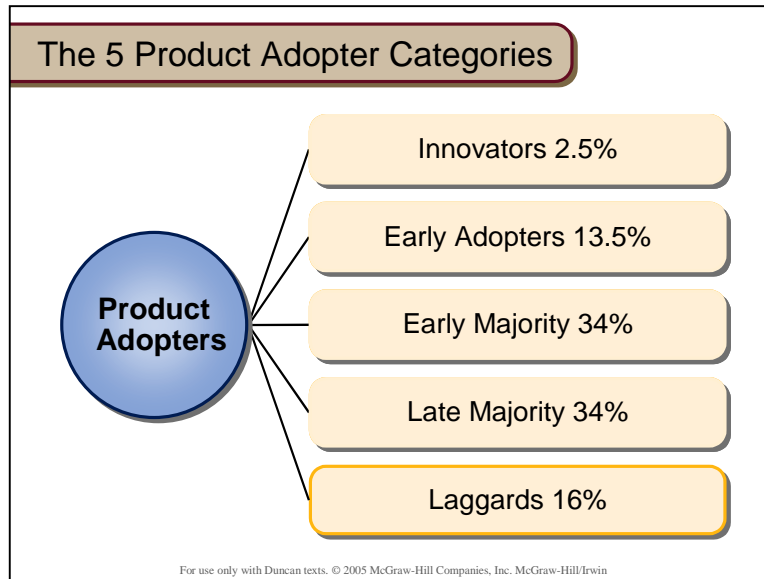 The 5 Product Adopter Categories
Innovators 2.5%
Early Adopters 13.5%
Product
Adopters
Early Majority 34%
Late Majority 34%
Laggards 16%
For use only with Duncan texts. © 2005 McGraw-Hill Companies, Inc. McGraw-Hill/Irwin